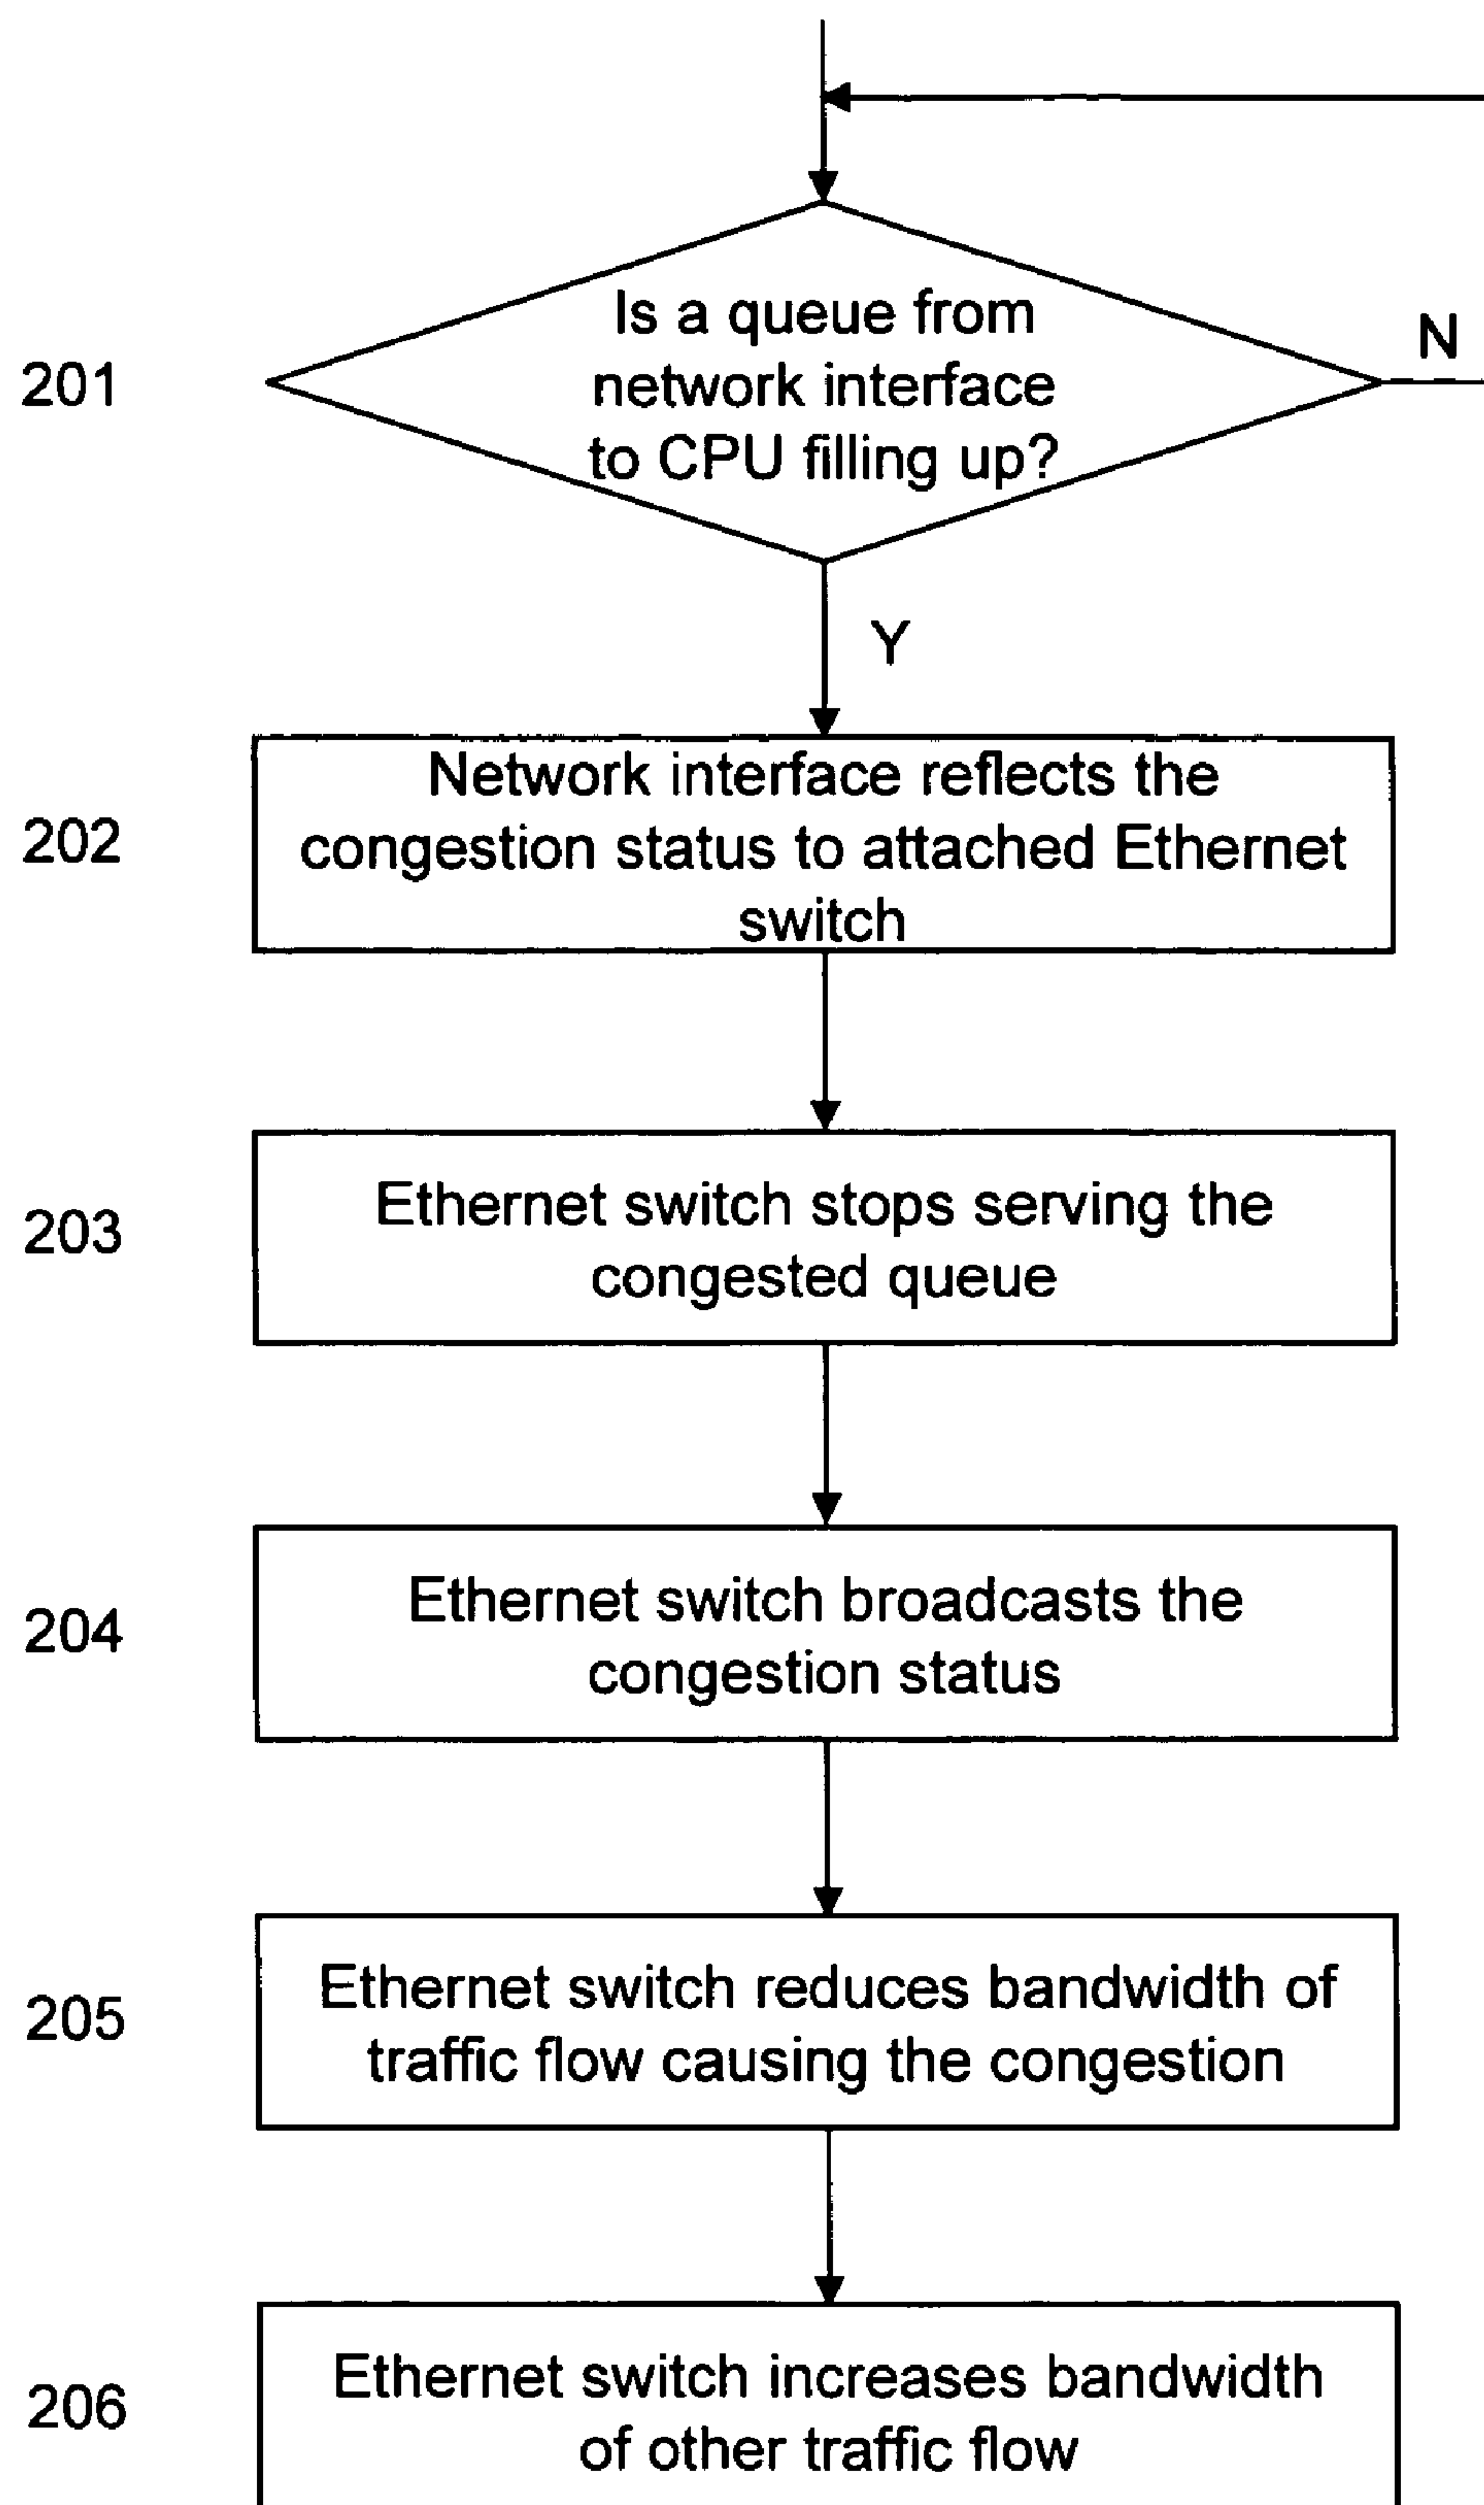 Is a queue from
network interface
to CPU filling up?
N
201
Y
Network interface reflects the
congestion status to attached Ethernet
switch
202
Ethernet switch stops serving the
congested queue
203
Ethernet switch broadcasts the
congestion status
204
Ethernet switch reduces bandwidth of
traffic flow causing the congestion
205
Ethernet switch increases bandwidth
of other traffic flow
206